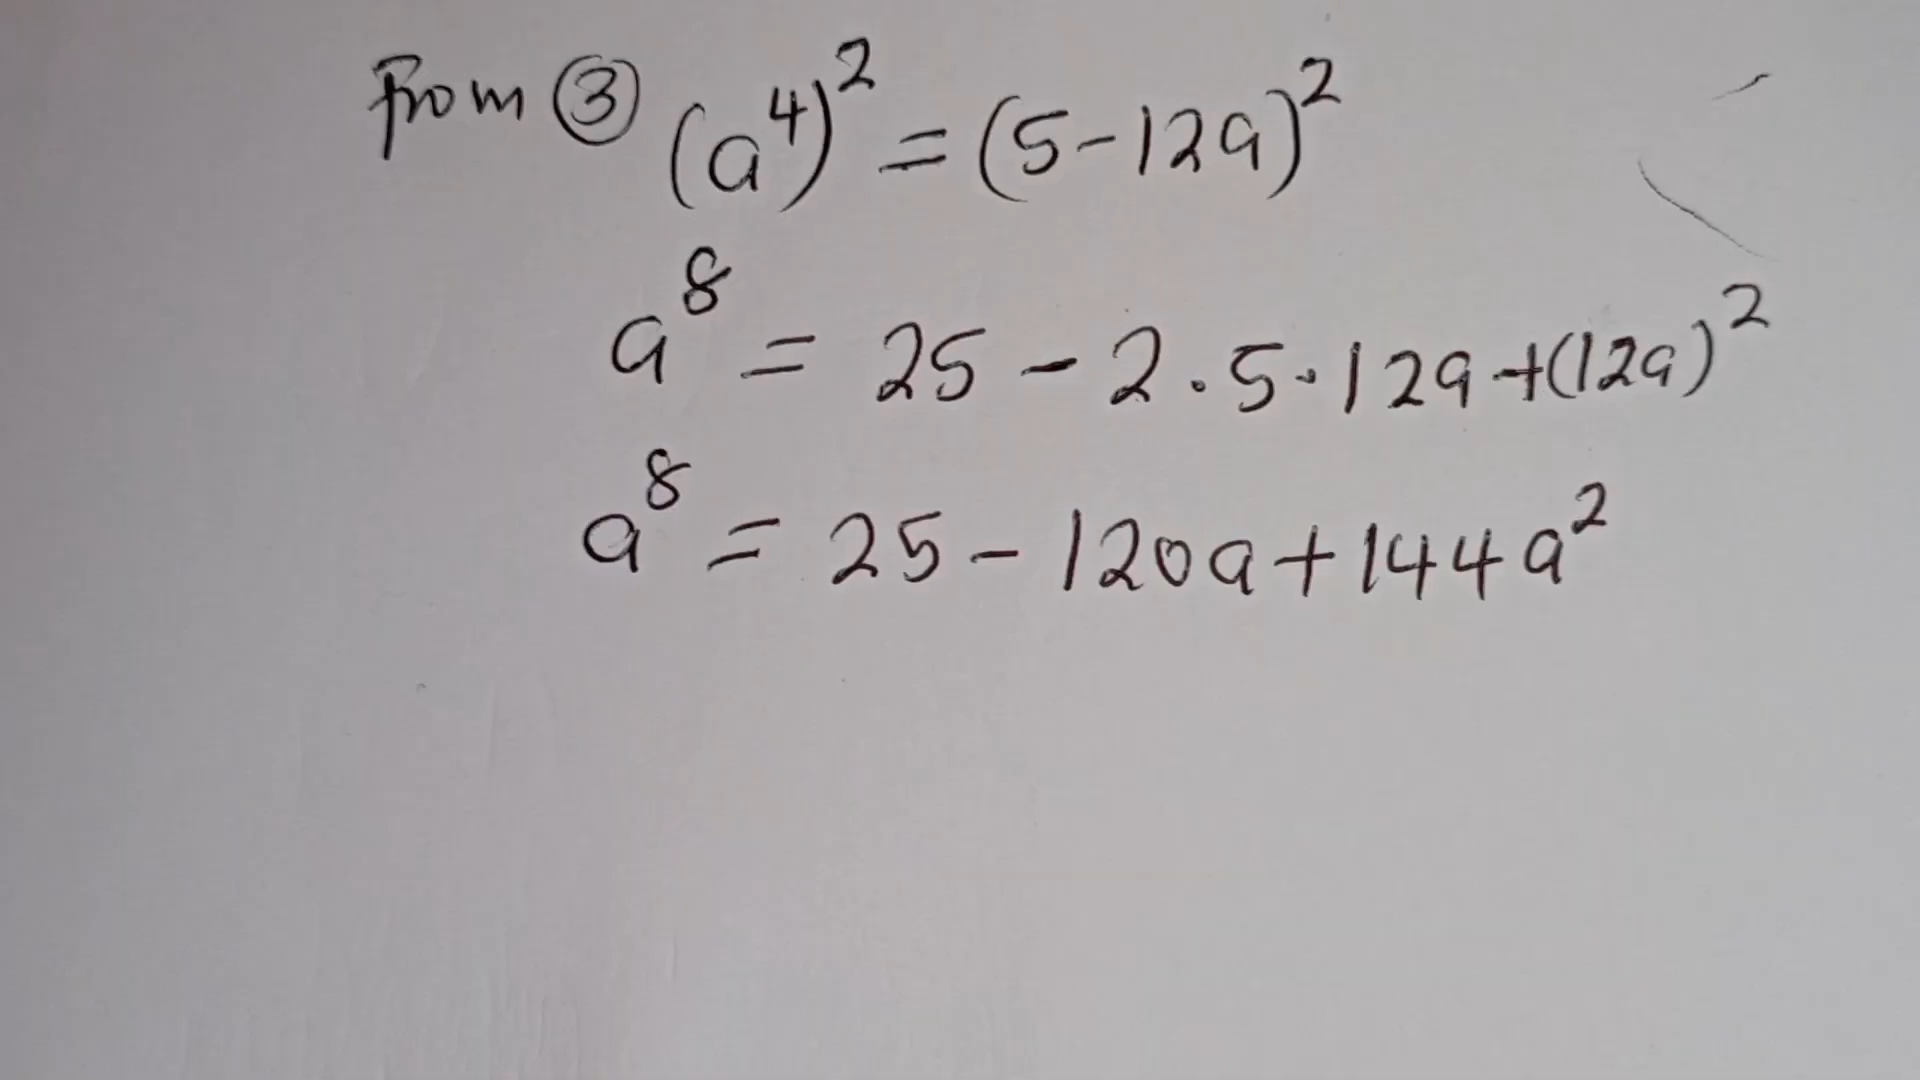 From ③ (a⁴)² = (5-12a)²
a⁸ = 25 - 2·5·12a+(12a)²
a⁸ = 25 - 120a+144a²